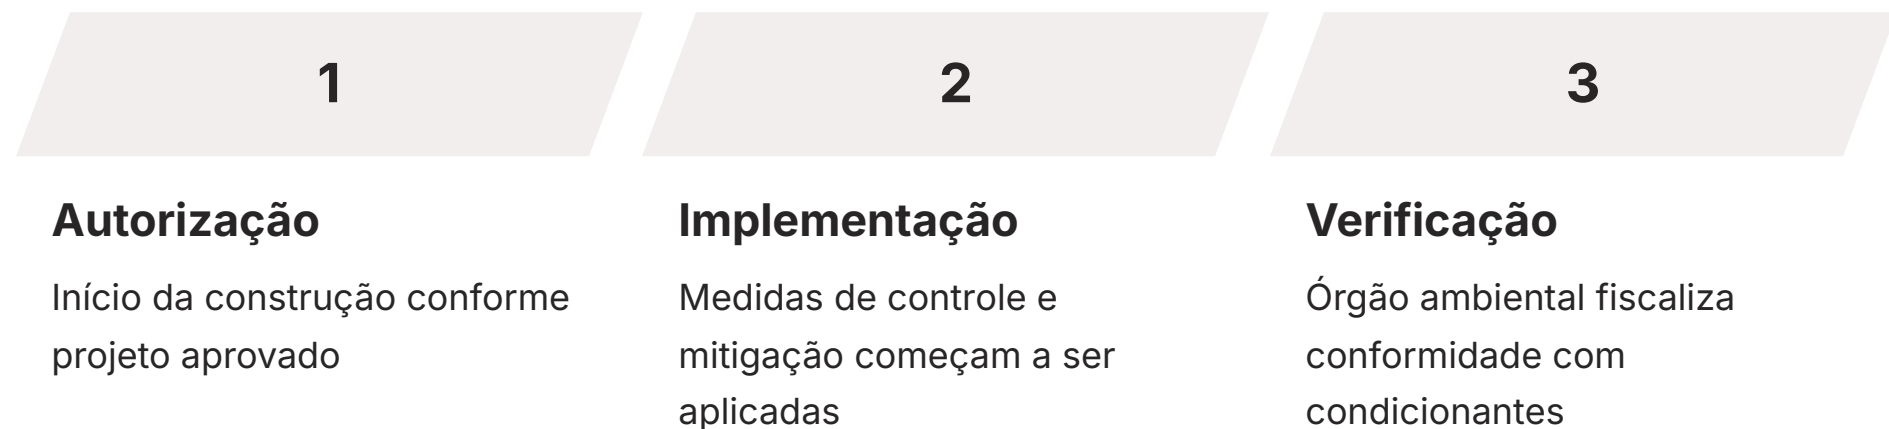 1
Autorização
Início da construção conforme
projeto aprovado
2
Implementação
Medidas de controle e
mitigação começam a ser
aplicadas
3
Verificação
Órgão ambiental fiscaliza
conformidade com
condicionantes